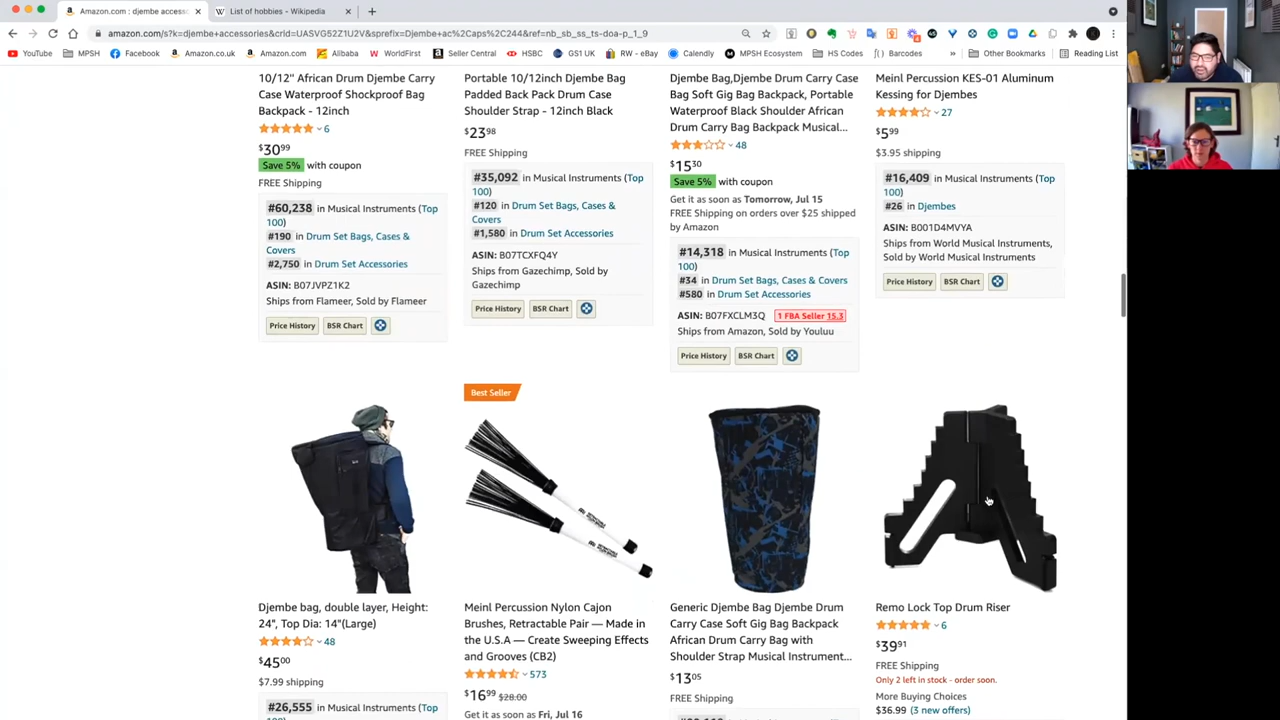 Amazon.com : djembe access
List of hobbies - Wikipedia
amazon.com/s?k=djembe+accessories&crid=UASVG52Z1U2V&sprefix=Djembe+ac%2Caps%2C244&ref=nb_sb_ss_ts-doa-p_1_9
YouTube
MPSH
Facebook
Amazon.co.uk
Amazon.com
Alibaba
WorldFirst
Seller Central
HSBC
GS1 UK
RW - eBay
Calendly
MPSH Ecosystem
HS Codes
Barcodes
Other Bookmarks
Reading List
10/12" African Drum Djembe Carry
Case Waterproof Shockproof Bag
Backpack - 12inch
6
$3099
Save 5% with coupon
FREE Shipping
#60,238 in Musical Instruments (Top
100)
#190 in Drum Set Bags, Cases &
Covers
#2,750 in Drum Set Accessories
ASIN: B07JVPZ1K2
Ships from Flameer, Sold by Flameer
Price History
BSR Chart
Portable 10/12inch Djembe Bag
Padded Back Pack Drum Case
Shoulder Strap - 12inch Black
$2398
FREE Shipping
#35,092 in Musical Instruments (Top
100)
#120 in Drum Set Bags, Cases &
Covers
#1,580 in Drum Set Accessories
ASIN: B07TCXFQ4Y
Ships from Gazechimp, Sold by
Gazechimp
Price History
BSR Chart
Djembe Bag,Djembe Drum Carry Case
Bag Soft Gig Bag Backpack, Portable
Waterproof Black Shoulder African
Drum Carry Bag Backpack Musical...
48
$1530
Save 5% with coupon
Get it as soon as Tomorrow, Jul 15
FREE Shipping on orders over $25 shipped
by Amazon
#14,318 in Musical Instruments (Top
100)
#34 in Drum Set Bags, Cases & Covers
#580 in Drum Set Accessories
ASIN: B07FXCLM3Q 1 FBA Seller 15.3
Ships from Amazon, Sold by Youluu
Price History
BSR Chart
Meinl Percussion KES-01 Aluminum
Kessing for Djembes
27
$599
$3.95 shipping
#16,409 in Musical Instruments (Top
100)
#26 in Djembes
ASIN: B001D4MVYA
Ships from World Musical Instruments,
Sold by World Musical Instruments
Price History
BSR Chart
Djembe bag, double layer, Height:
24", Top Dia: 14"(Large)
48
$4500
$7.99 shipping
#26,555 in Musical Instruments (Top
Best Seller
Meinl Percussion Nylon Cajon
Brushes, Retractable Pair — Made in
the U.S.A — Create Sweeping Effects
and Grooves (CB2)
573
$1699 $28.00
Get it as soon as Fri, Jul 16
Generic Djembe Bag Djembe Drum
Carry Case Soft Gig Bag Backpack
African Drum Carry Bag with
Shoulder Strap Musical Instrument...
$1305
FREE Shipping
Remo Lock Top Drum Riser
6
$3991
FREE Shipping
Only 2 left in stock - order soon.
More Buying Choices
$36.99 (3 new offers)